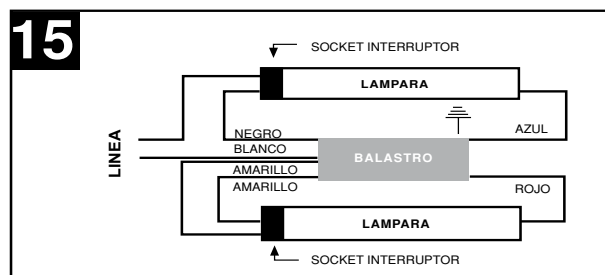 15
SOCKET INTERRUPTOR
LAMPARA
LINEA
NEGRO
AZUL
BLANCO
BALASTRO
AMARILLO
AMARILLO
ROJO
LAMPARA
SOCKET INTERRUPTOR